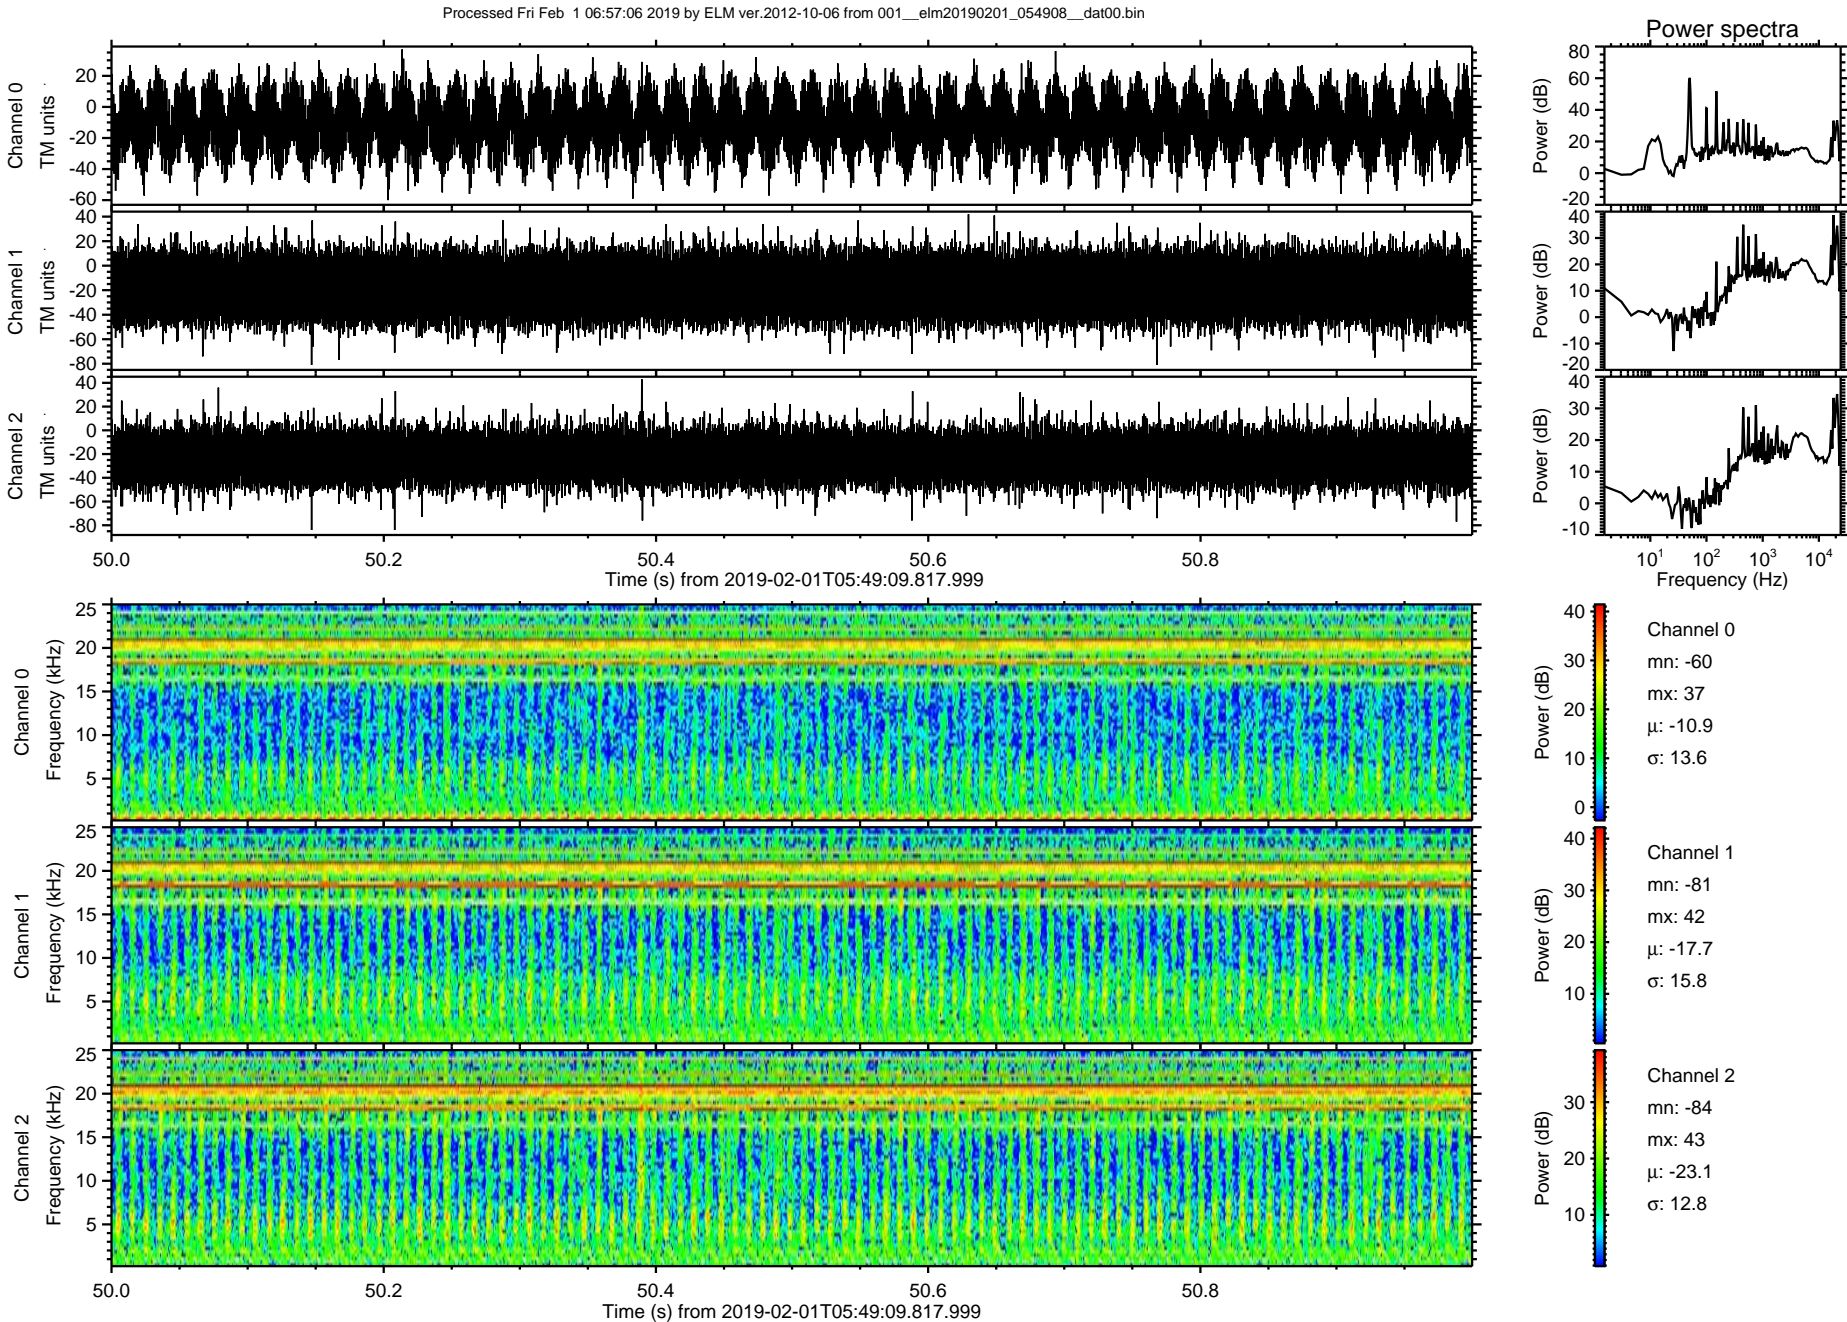 Processed Fri Feb  1 06:57:06 2019 by ELM ver.2012-10-06 from 001__elm20190201_054908__dat00.bin
Power spectra
Channel 0
TM units
20
0
-20
-40
-60
Power (dB)
80
60
40
20
0
-20
Channel 1
TM units
40
20
0
-20
-40
-60
-80
Power (dB)
40
30
20
10
0
-10
-20
Channel 2
TM units
40
20
0
-20
-40
-60
-80
Power (dB)
40
30
20
10
0
-10
50.0 50.2 50.4 50.6 50.8
Time (s) from 2019-02-01T05:49:09.817.999
10^1 10^2 10^3 10^4
Frequency (Hz)
Channel 0
Frequency (kHz)
25
20
15
10
5
Power (dB)
40
30
20
10
0
Channel 0
mn: -60
mx: 37
μ: -10.9
σ: 13.6
Channel 1
Frequency (kHz)
25
20
15
10
5
Power (dB)
40
30
20
10
Channel 1
mn: -81
mx: 42
μ: -17.7
σ: 15.8
Channel 2
Frequency (kHz)
25
20
15
10
5
Power (dB)
30
20
10
Channel 2
mn: -84
mx: 43
μ: -23.1
σ: 12.8
50.0 50.2 50.4 50.6 50.8
Time (s) from 2019-02-01T05:49:09.817.999